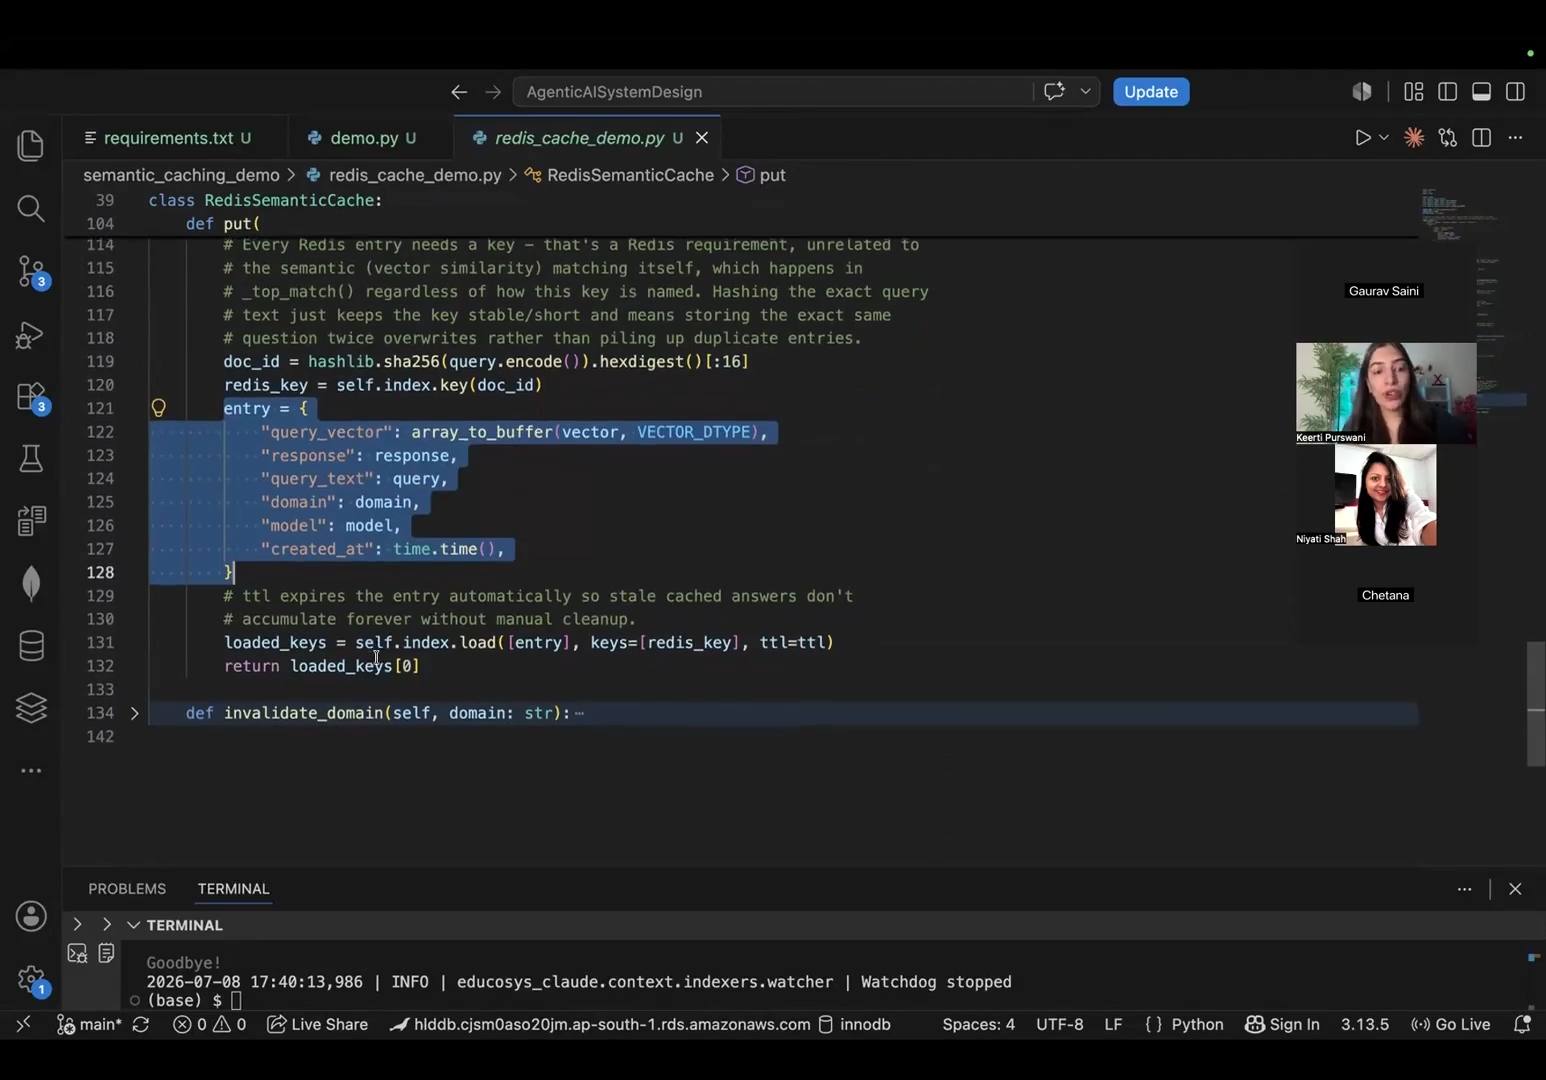 AgenticAISystemDesign
Update
requirements.txt U
demo.py U
redis_cache_demo.py U
semantic_caching_demo > redis_cache_demo.py > RedisSemanticCache > put
39 class RedisSemanticCache:
104 def put(
114 # Every Redis entry needs a key — that's a Redis requirement, unrelated to
115 # the semantic (vector similarity) matching itself, which happens in
116 # _top_match() regardless of how this key is named. Hashing the exact query
117 # text just keeps the key stable/short and means storing the exact same
118 # question twice overwrites rather than piling up duplicate entries.
119 doc_id = hashlib.sha256(query.encode()).hexdigest()[:16]
120 redis_key = self.index.key(doc_id)
121 entry = {
122 "query_vector": array_to_buffer(vector, VECTOR_DTYPE),
123 "response": response,
124 "query_text": query,
125 "domain": domain,
126 "model": model,
127 "created_at": time.time(),
128 }
129 # ttl expires the entry automatically so stale cached answers don't
130 # accumulate forever without manual cleanup.
131 loaded_keys = self.index.load([entry], keys=[redis_key], ttl=ttl)
132 return loaded_keys[0]
133
134 > def invalidate_domain(self, domain: str):⋯
142
Gaurav Saini
Keerti Purswani
Niyati Shah
Chetana
3
3
1
PROBLEMS TERMINAL
TERMINAL
Goodbye!
2026-07-08 17:40:13,986 | INFO | educosys_claude.context.indexers.watcher | Watchdog stopped
(base) $
main* 0 0 Live Share hlddb.cjsm0aso20jm.ap-south-1.rds.amazonaws.com innodb Spaces: 4 UTF-8 LF { } Python Sign In 3.13.5 Go Live